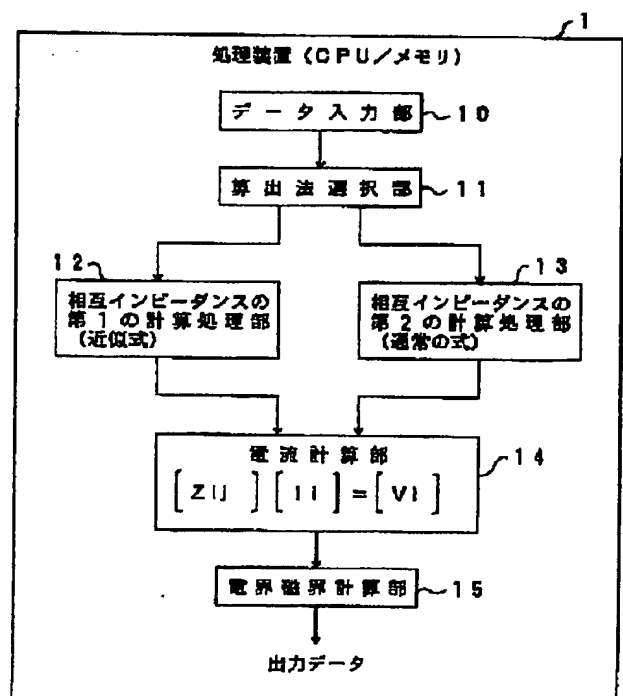 1
処理装置(CPU/メモリ)
データ入力部 10
算出法選択部 11
12
相互インピーダンスの
第1の計算処理部
(近似式)
13
相互インピーダンスの
第2の計算処理部
(通常の式)
電流計算部
[Zij][Ii]=[Vi]
14
電界磁界計算部 15
出力データ